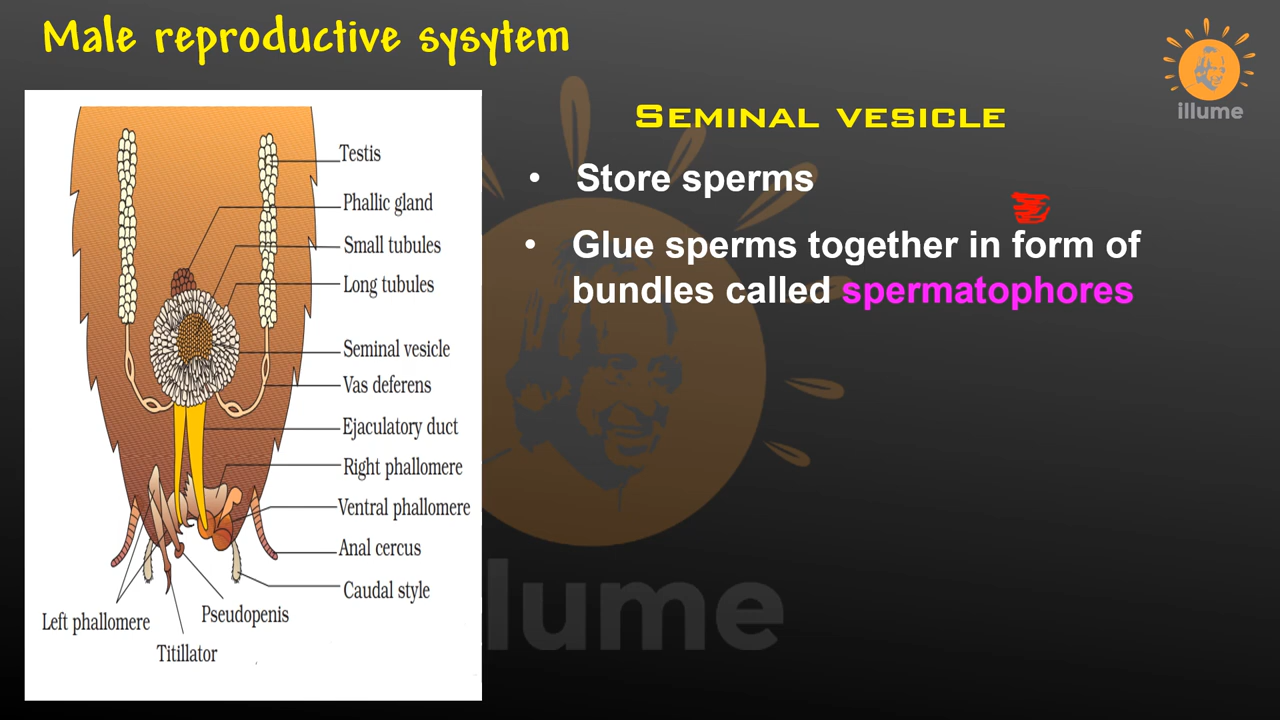 Male reproductive sysytem
illume
SEMINAL VESICLE
• Store sperms
• Glue sperms together in form of
bundles called spermatophores
Testis
Phallic gland
Small tubules
Long tubules
Seminal vesicle
Vas deferens
Ejaculatory duct
Right phallomere
Ventral phallomere
Anal cercus
Caudal style
Left phallomere
Pseudopenis
Titillator
lume